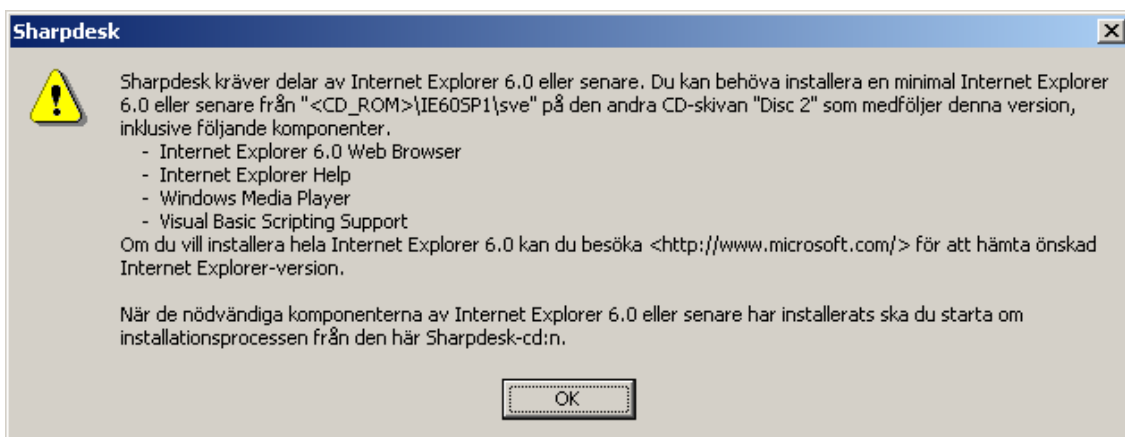 Sharpdesk
Sharpdesk kräver delar av Internet Explorer 6.0 eller senare. Du kan behöva installera en minimal Internet Explorer
6.0 eller senare från "<CD_ROM>\IE60SP1\sve" på den andra CD-skivan "Disc 2" som medföljer denna version,
inklusive följande komponenter.
- Internet Explorer 6.0 Web Browser
- Internet Explorer Help
- Windows Media Player
- Visual Basic Scripting Support
Om du vill installera hela Internet Explorer 6.0 kan du besöka <http://www.microsoft.com/> för att hämta önskad
Internet Explorer-version.
När de nödvändiga komponenterna av Internet Explorer 6.0 eller senare har installerats ska du starta om
installationsprocessen från den här Sharpdesk-cd:n.
OK